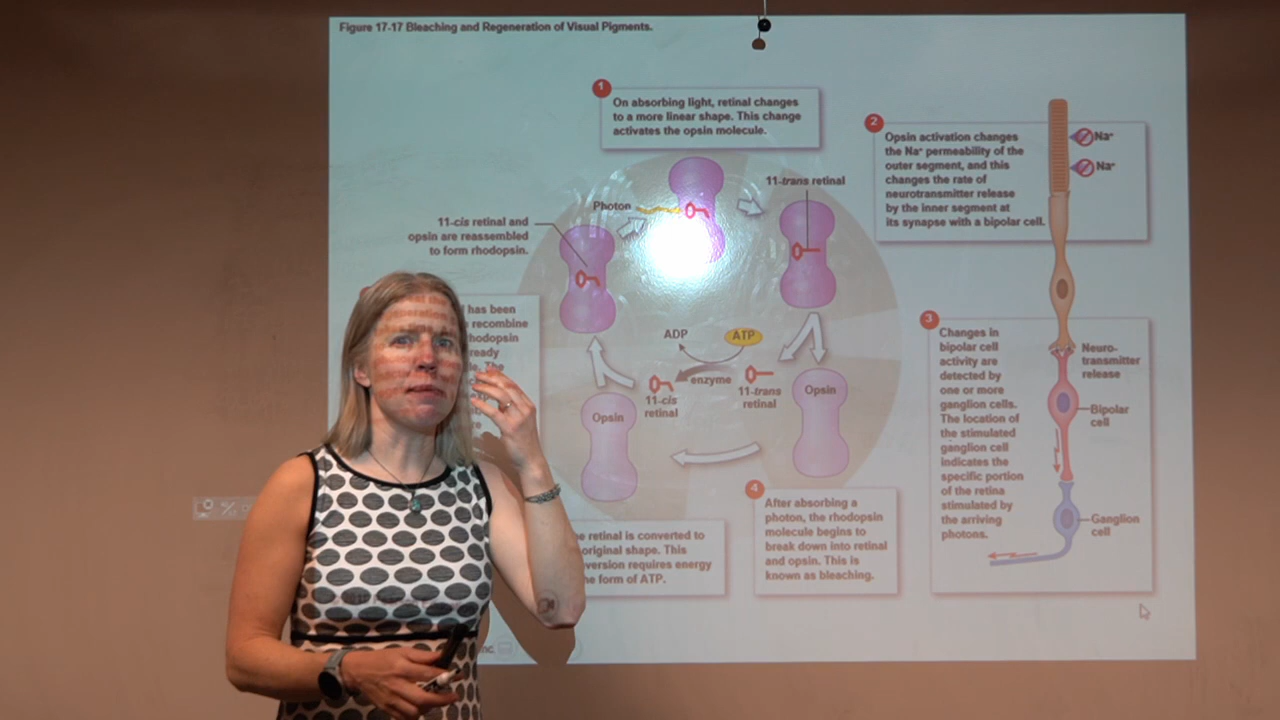 Figure 17-17 Bleaching and Regeneration of Visual Pigments.
1
On absorbing light, retinal changes
to a more linear shape. This change
activates the opsin molecule.
2
Opsin activation changes
the Na⁺ permeability of the
outer segment, and this
changes the rate of
neurotransmitter release
by the inner segment at
its synapse with a bipolar cell.
Na⁺
Na⁺
Photon
11-trans retinal
11-cis retinal and
opsin are reassembled
to form rhodopsin.
has been
recombine
ADP
ATP
enzyme
11-cis
retinal
11-trans
retinal
Opsin
Opsin
3
Changes in
bipolar cell
activity are
detected by
one or more
ganglion cells.
The location of
the stimulated
ganglion cell
indicates the
specific portion
of the retina
stimulated by
the arriving
photons.
Neuro-
transmitter
release
Bipolar
cell
Ganglion
cell
4
After absorbing a
photon, the rhodopsin
molecule begins to
break down into retinal
and opsin. This is
known as bleaching.
retinal is converted to
original shape. This
requires energy
form of ATP.